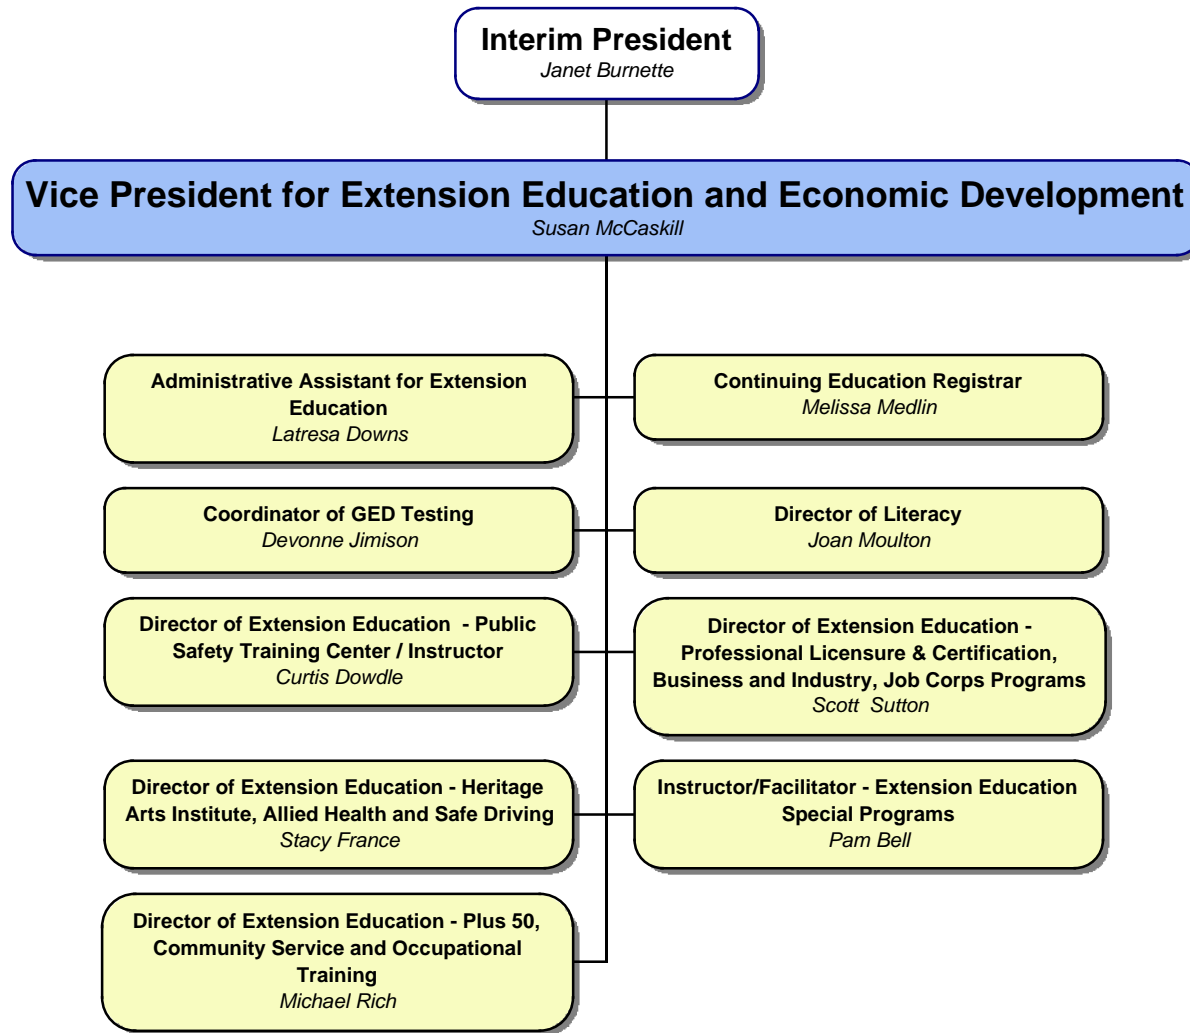 Interim President
Janet Burnette
Vice President for Extension Education and Economic Development
Susan McCaskill
Administrative Assistant for Extension
Education
Latresa Downs
Continuing Education Registrar
Melissa Medlin
Coordinator of GED Testing
Devonne Jimison
Director of Literacy
Joan Moulton
Director of Extension Education  - Public
Safety Training Center / Instructor
Curtis Dowdle
Director of Extension Education -
Professional Licensure & Certification,
Business and Industry, Job Corps Programs
Scott  Sutton
Director of Extension Education - Heritage
Arts Institute, Allied Health and Safe Driving
Stacy France
Instructor/Facilitator - Extension Education
Special Programs
Pam Bell
Director of Extension Education - Plus 50,
Community Service and Occupational
Training
Michael Rich